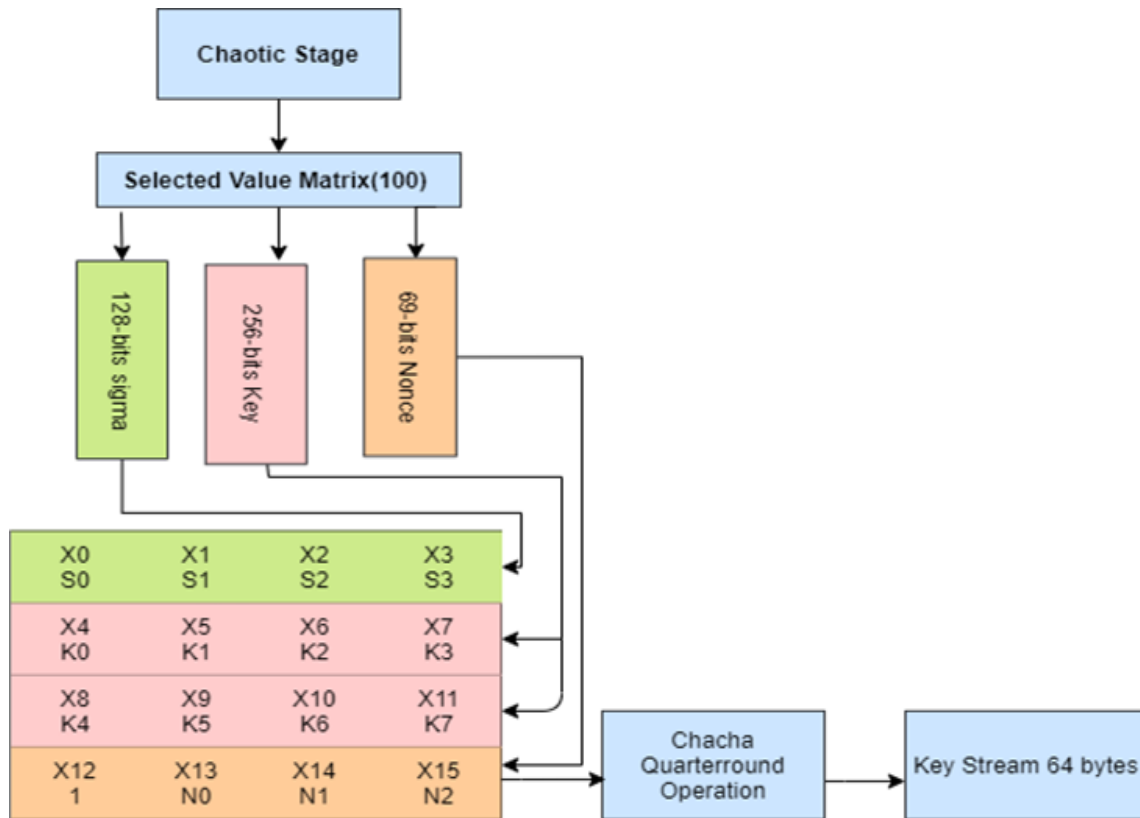 Chaotic Stage
Selected Value Matrix(100)
128-bits sigma
256-bits Key
69-bits Nonce
X0 X1 X2 X3
S0 S1 S2 S3
X4 X5 X6 X7
K0 K1 K2 K3
X8 X9 X10 X11
K4 K5 K6 K7
X12 X13 X14 X15
1 N0 N1 N2
Chacha
Quarterround
Operation
Key Stream 64 bytes